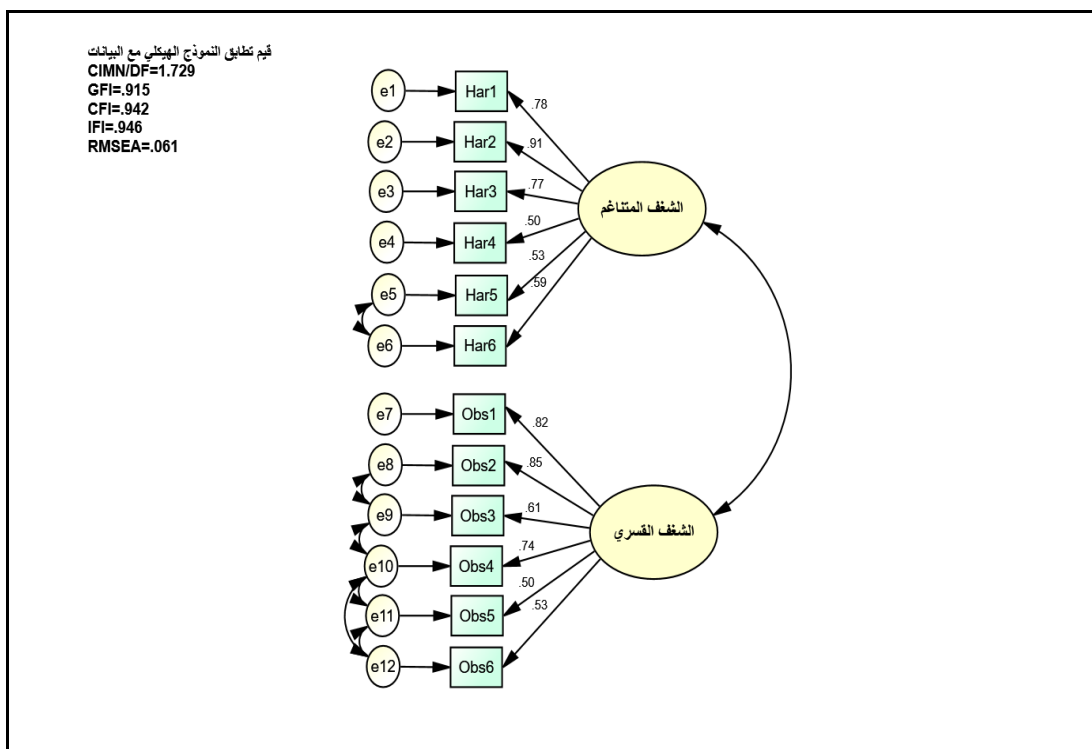 قيم تطابق النموذج الهيكلي مع البيانات
CIMN/DF=1.729
GFI=.915
CFI=.942
IFI=.946
RMSEA=.061
e1 Har1 .78
e2 Har2 .91
e3 Har3 .77
الشغف المتناغم
e4 Har4 .50
e5 Har5 .53
e6 Har6 .59
e7 Obs1 .82
e8 Obs2 .85
e9 Obs3 .61
الشغف القسري
e10 Obs4 .74
e11 Obs5 .50
e12 Obs6 .53